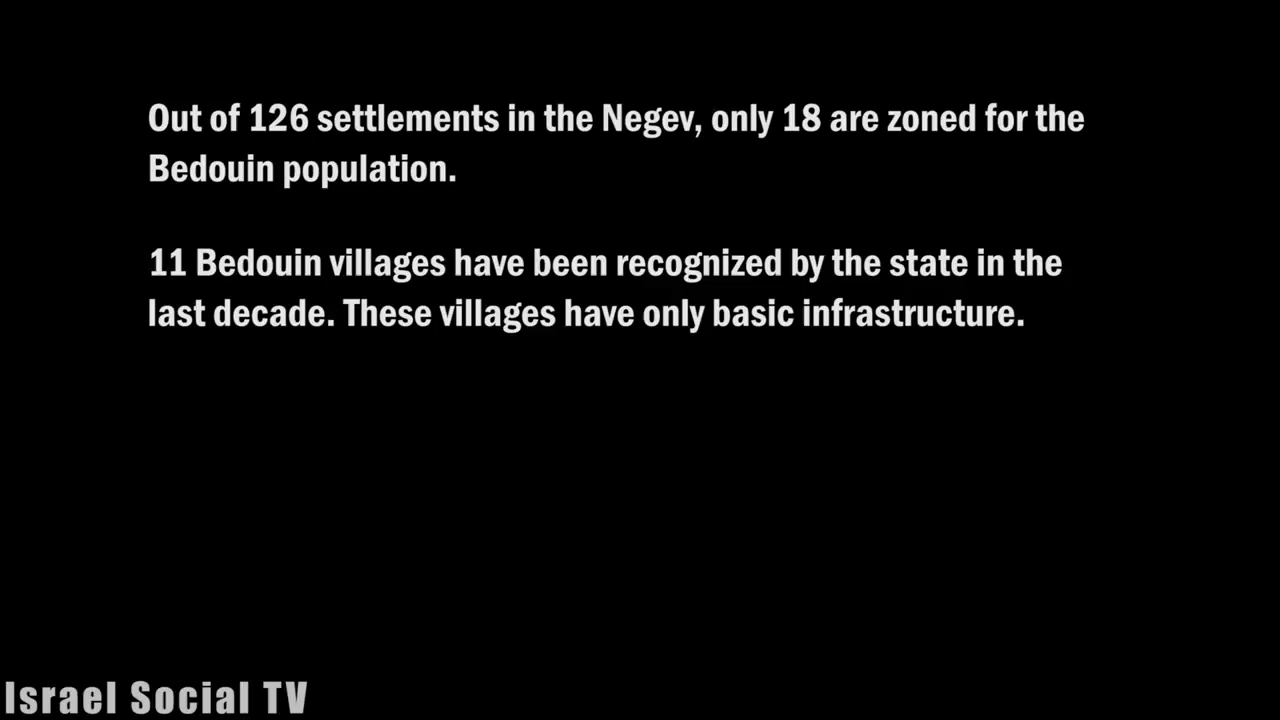 Out of 126 settlements in the Negev, only 18 are zoned for the
Bedouin population.
11 Bedouin villages have been recognized by the state in the
last decade. These villages have only basic infrastructure.
Israel Social TV